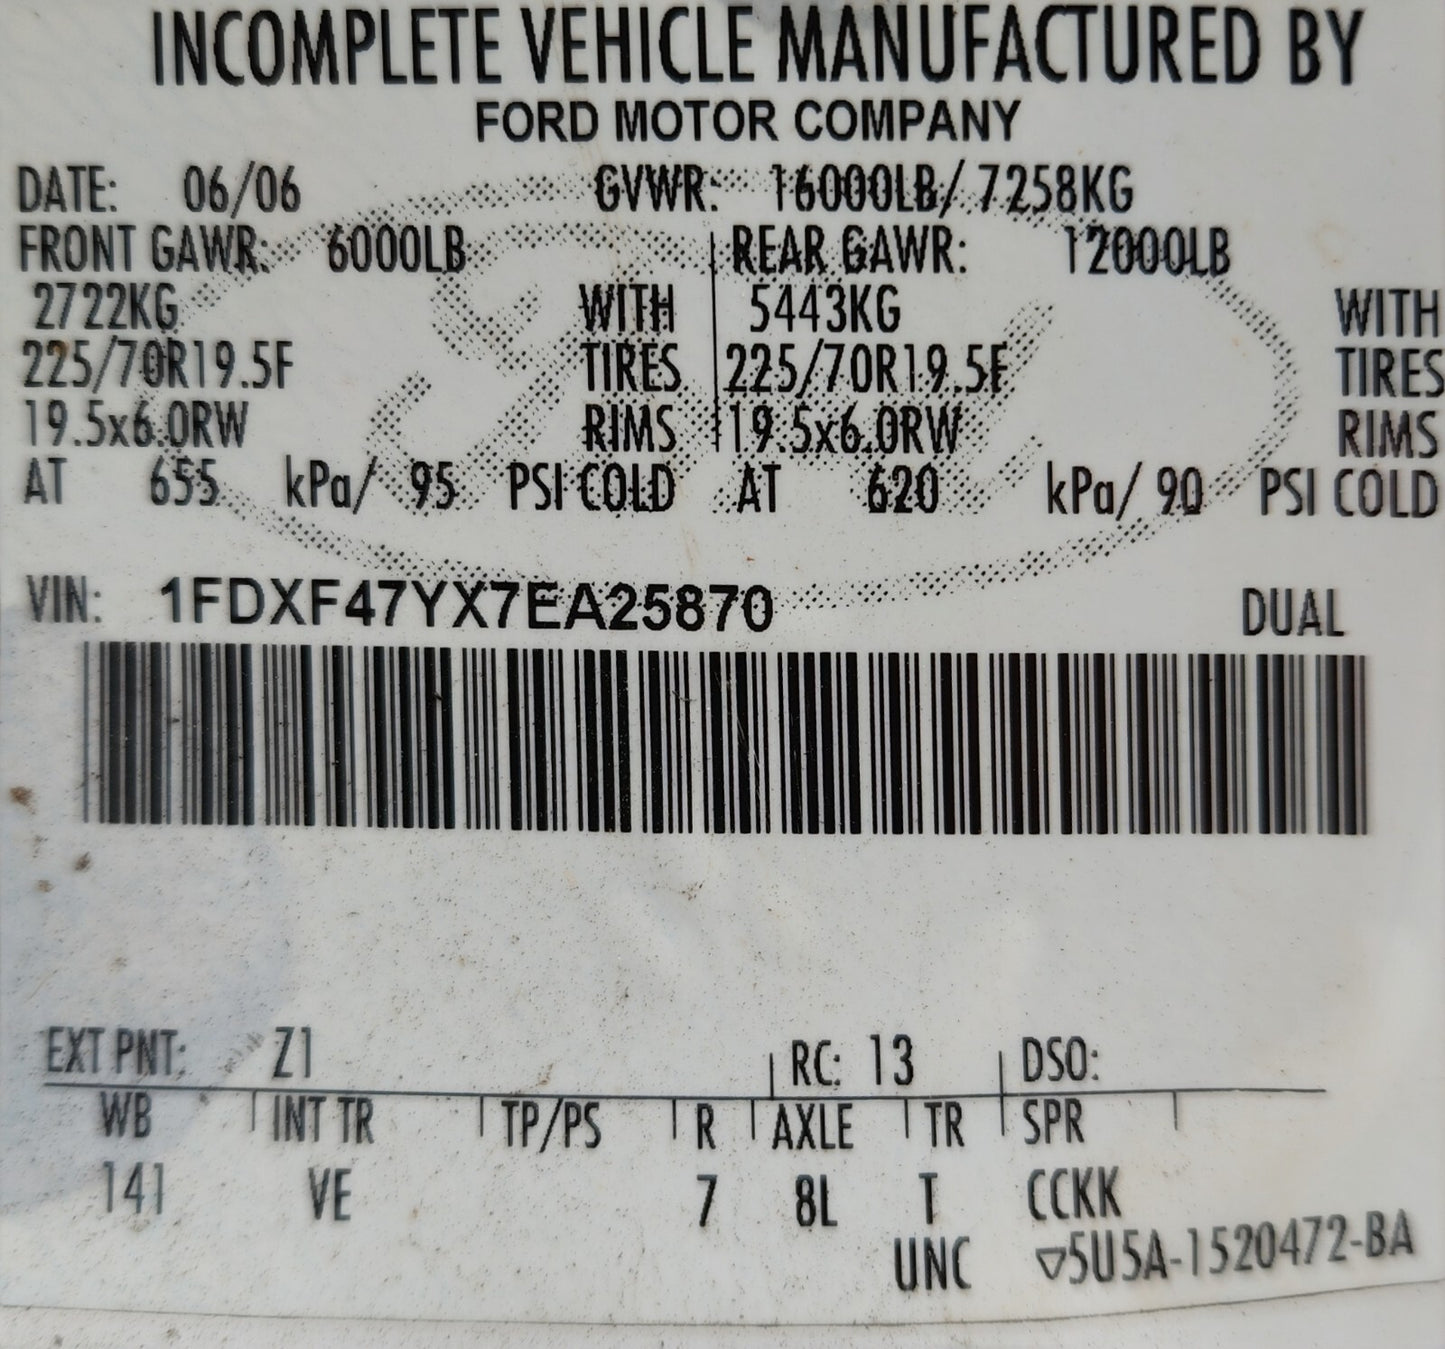 INCOMPLETE VEHICLE MANUFACTURED BY
FORD MOTOR COMPANY
DATE: 06/06 GVWR: 16000LB/ 7258KG
FRONT GAWR: 6000LB REAR GAWR: 12000LB
2722KG WITH 5443KG WITH
225/70R19.5F TIRES 225/70R19.5F TIRES
19.5x6.0RW RIMS 19.5x6.0RW RIMS
AT 655 kPa/ 95 PSI COLD AT 620 kPa/ 90 PSI COLD
VIN: 1FDXF47YX7EA25870 DUAL
EXT PNT: Z1 RC: 13 DSO:
WB INT TR TP/PS R AXLE TR SPR
141 VE 7 8L T CCKK
UNC ▽5U5A-1520472-BA